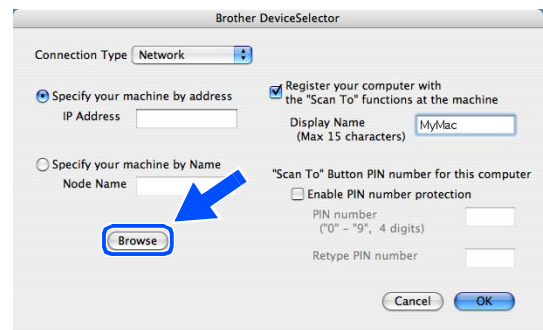 Brother DeviceSelector
Connection Type Network
Specify your machine by address
IP Address
Specify your machine by Name
Node Name
Browse
Register your computer with
the "Scan To" functions at the machine
Display Name
(Max 15 characters)
MyMac
"Scan To" Button PIN number for this computer
Enable PIN number protection
PIN number
("0" – "9", 4 digits)
Retype PIN number
Cancel OK